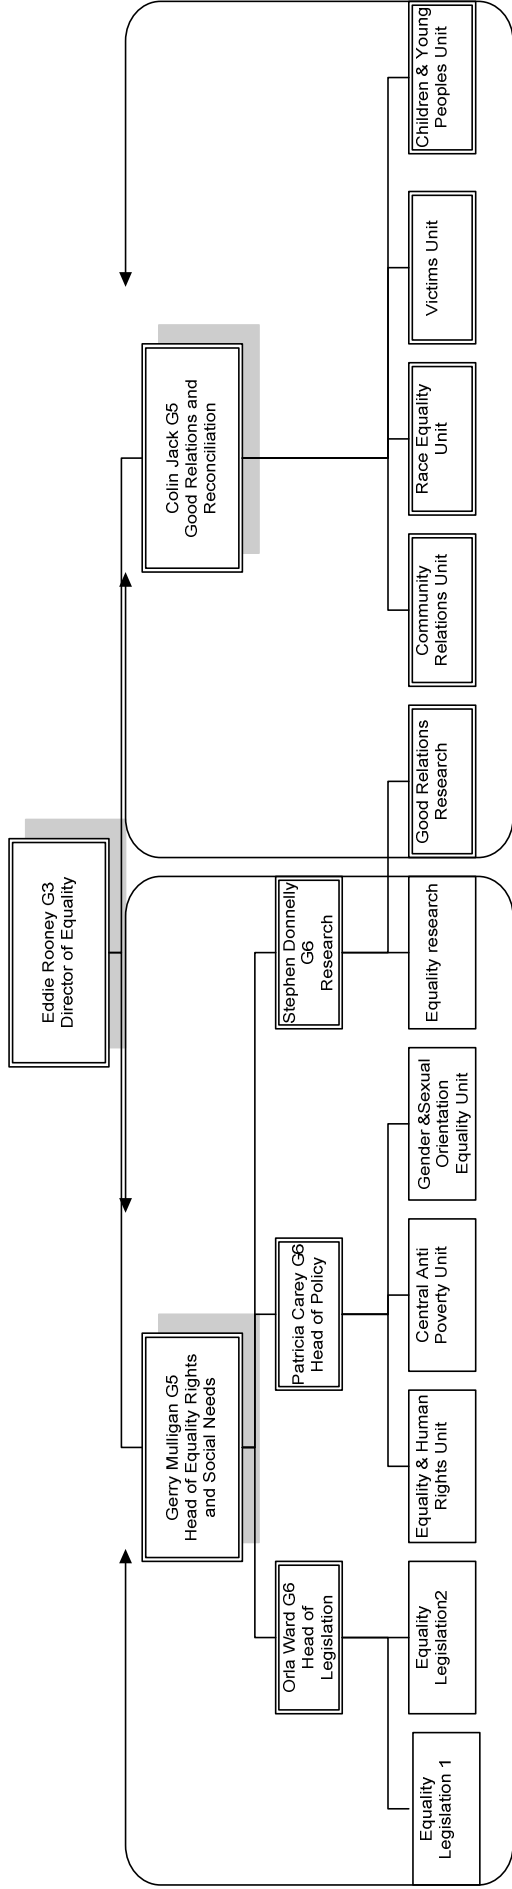 Eddie Rooney G3
Director of Equality
Gerry Mulligan G5
Head of Equality Rights
and Social Needs
Colin Jack G5
Good Relations and
Reconciliation
Orla Ward G6
Head of
Legislation
Patricia Carey G6
Head of Policy
Stephen Donnelly
G6
Research
Equality
Legislation 1
Equality
Legislation2
Equality & Human
Rights Unit
Central Anti
Poverty Unit
Gender &Sexual
Orientation
Equality Unit
Equality research
Good Relations
Research
Community
Relations Unit
Race Equality
Unit
Victims Unit
Children & Young
Peoples Unit